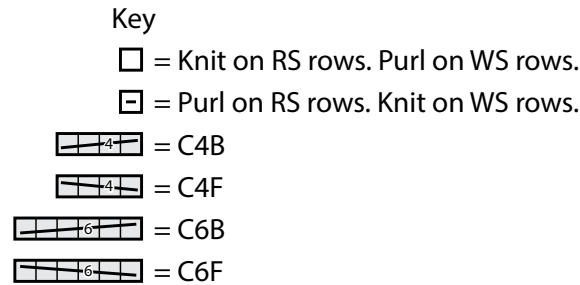 Key
= Knit on RS rows. Purl on WS rows.
- = Purl on RS rows. Knit on WS rows.
4 = C4B
4 = C4F
6 = C6B
6 = C6F